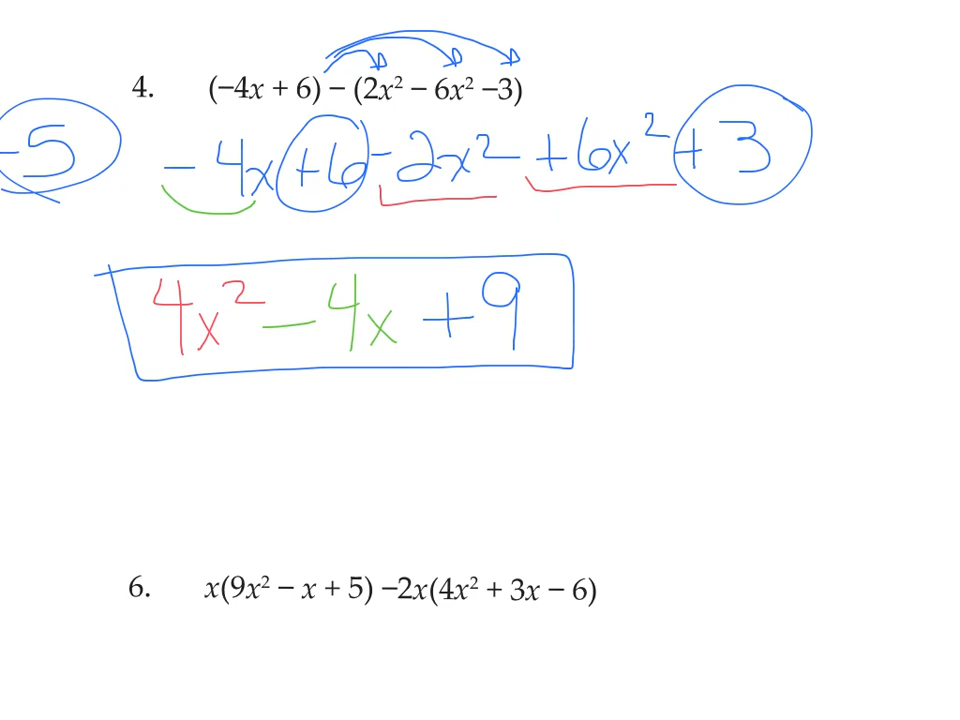 4. (−4x + 6) − (2x² − 6x² −3)
-5
- 4x + 6 - 2x² + 6x² + 3
4x² - 4x + 9
6. x(9x² − x + 5) −2x(4x² + 3x − 6)